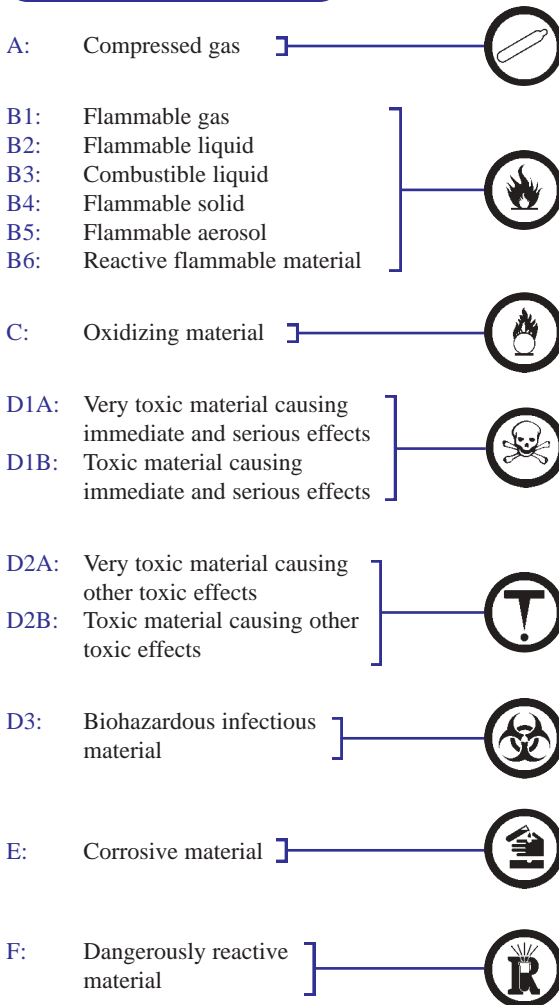 A: Compressed gas
B1: Flammable gas
B2: Flammable liquid
B3: Combustible liquid
B4: Flammable solid
B5: Flammable aerosol
B6: Reactive flammable material
C: Oxidizing material
D1A: Very toxic material causing
immediate and serious effects
D1B: Toxic material causing
immediate and serious effects
D2A: Very toxic material causing
other toxic effects
D2B: Toxic material causing other
toxic effects
D3: Biohazardous infectious
material
E: Corrosive material
F: Dangerously reactive
material
R